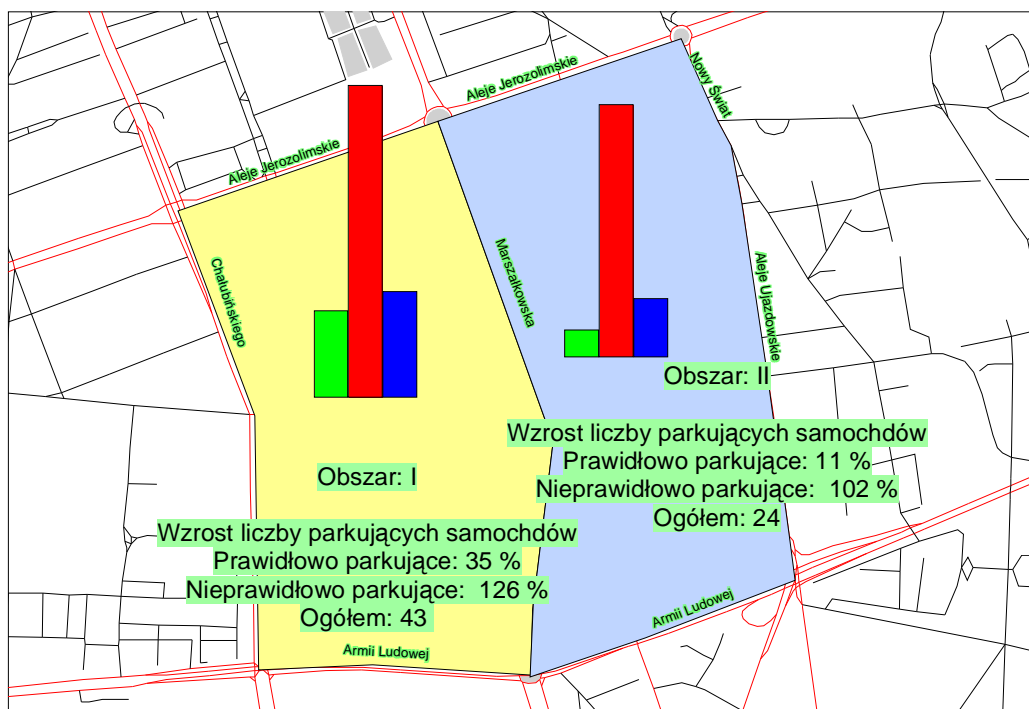 Nowy Świat
Aleje Jerozolimskie
Aleje Jerozolimskie
Chałubińskiego
Marszałkowska
Aleje Ujazdowskie
Obszar: II
Wzrost liczby parkujących samochdów
Prawidłowo parkujące: 11 %
Nieprawidłowo parkujące: 102 %
Ogółem: 24
Obszar: I
Wzrost liczby parkujących samochdów
Prawidłowo parkujące: 35 %
Nieprawidłowo parkujące: 126 %
Ogółem: 43
Armii Ludowej
Armii Ludowej